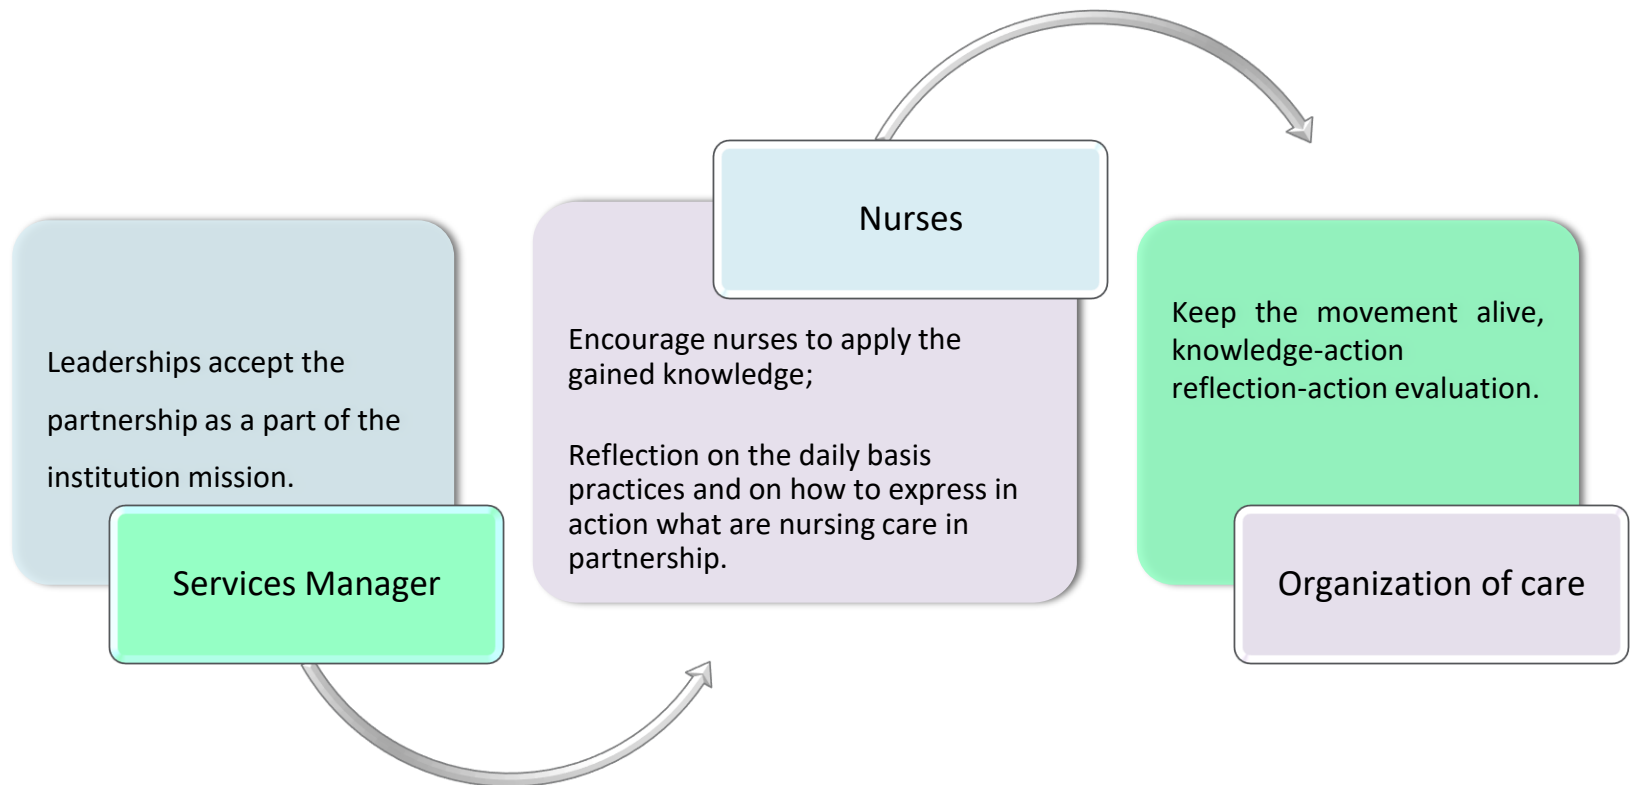 Leaderships accept the
partnership as a part of the
institution mission.
Services Manager
Nurses
Encourage nurses to apply the
gained knowledge;
Reflection on the daily basis
practices and on how to express in
action what are nursing care in
partnership.
Keep the movement alive,
knowledge-action
reflection-action evaluation.
Organization of care